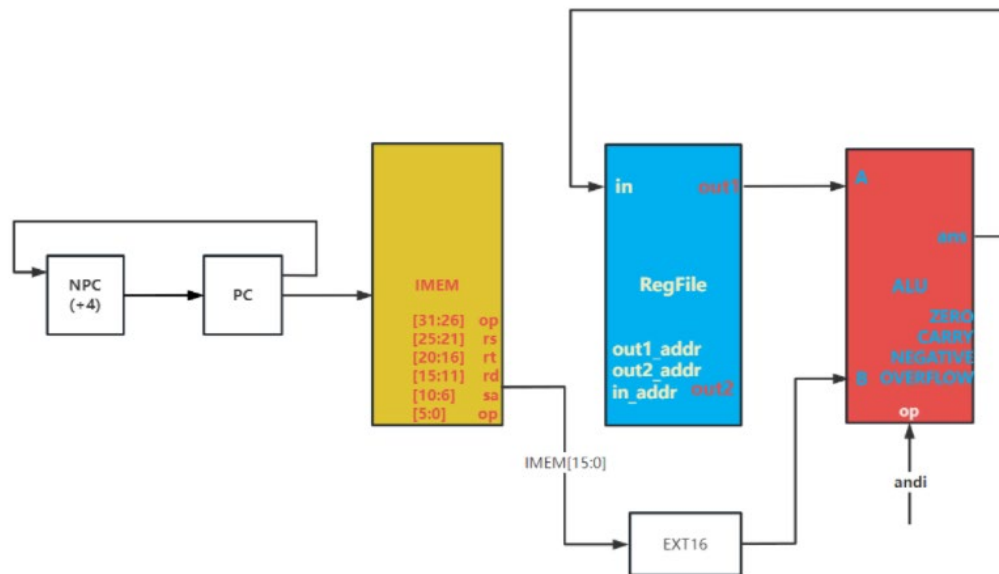 NPC
(+4)
PC
IMEM
[31:26] op
[25:21] rs
[20:16] rt
[15:11] rd
[10:6] sa
[5:0] op
IMEM[15:0]
EXT16
in out1
RegFile
out1_addr
out2_addr
in_addr out2
A
ans
ALU
ZERO
CARRY
NEGATIVE
B OVERFLOW
op
andi